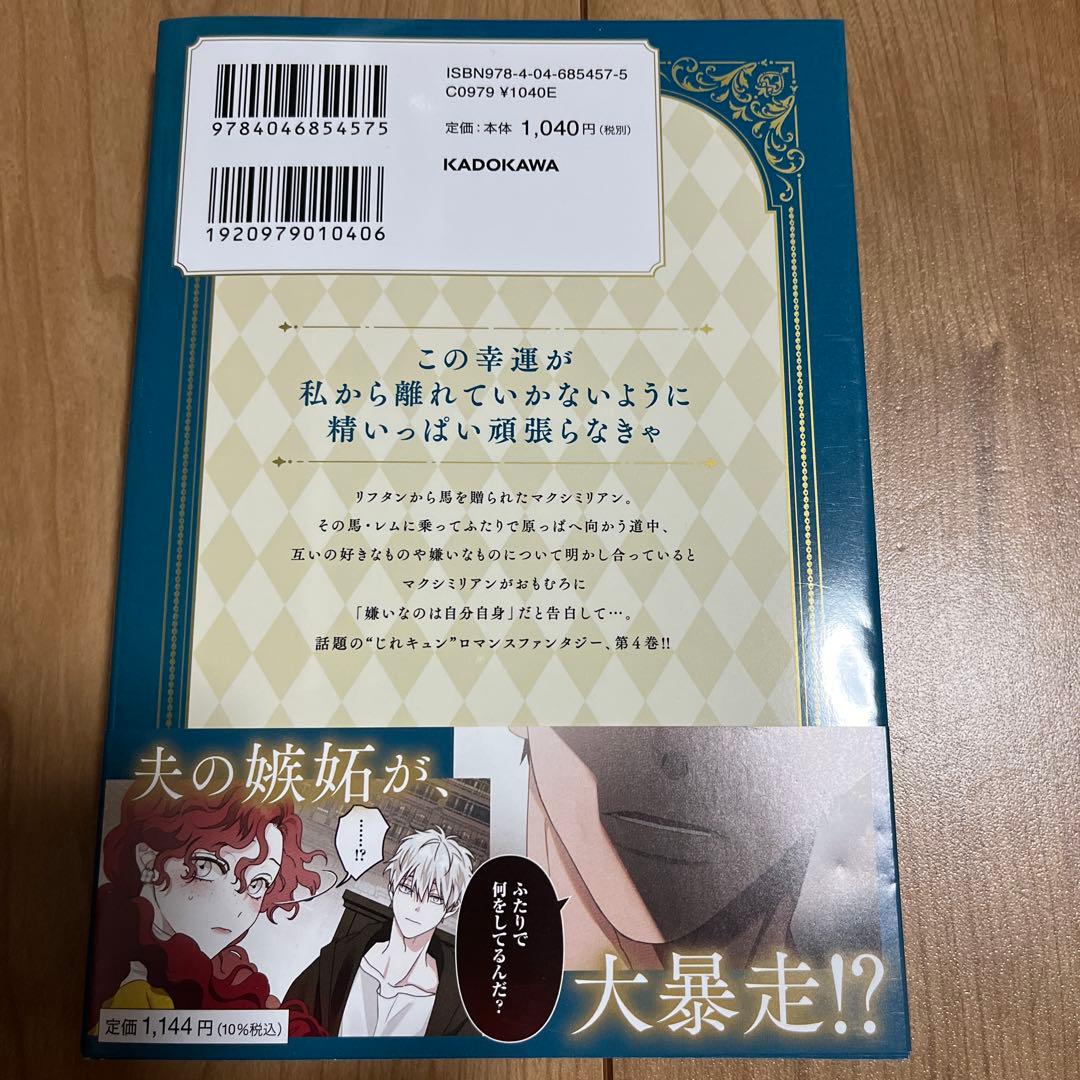 ISBN978-4-04-685457-5
C0979 ¥1040E
9784046854575
定価：本体 1,040円（税別）
KADOKAWA
1920979010406
この幸運が
私から離れていかないように
精いっぱい頑張らなきゃ
リフタンから馬を贈られたマクシミリアン。
その馬・レムに乗ってふたりで原っぱへ向かう道中、
互いの好きなものや嫌いなものについて明かし合っていると
マクシミリアンがおもむろに
「嫌いなのは自分自身」だと告白して…。
話題の“じれキュン”ロマンスファンタジー、第4巻!!
夫の嫉妬が、
……!?
ふたりで
何をしてるんだ？
大暴走!?
定価1,144円（10%税込）